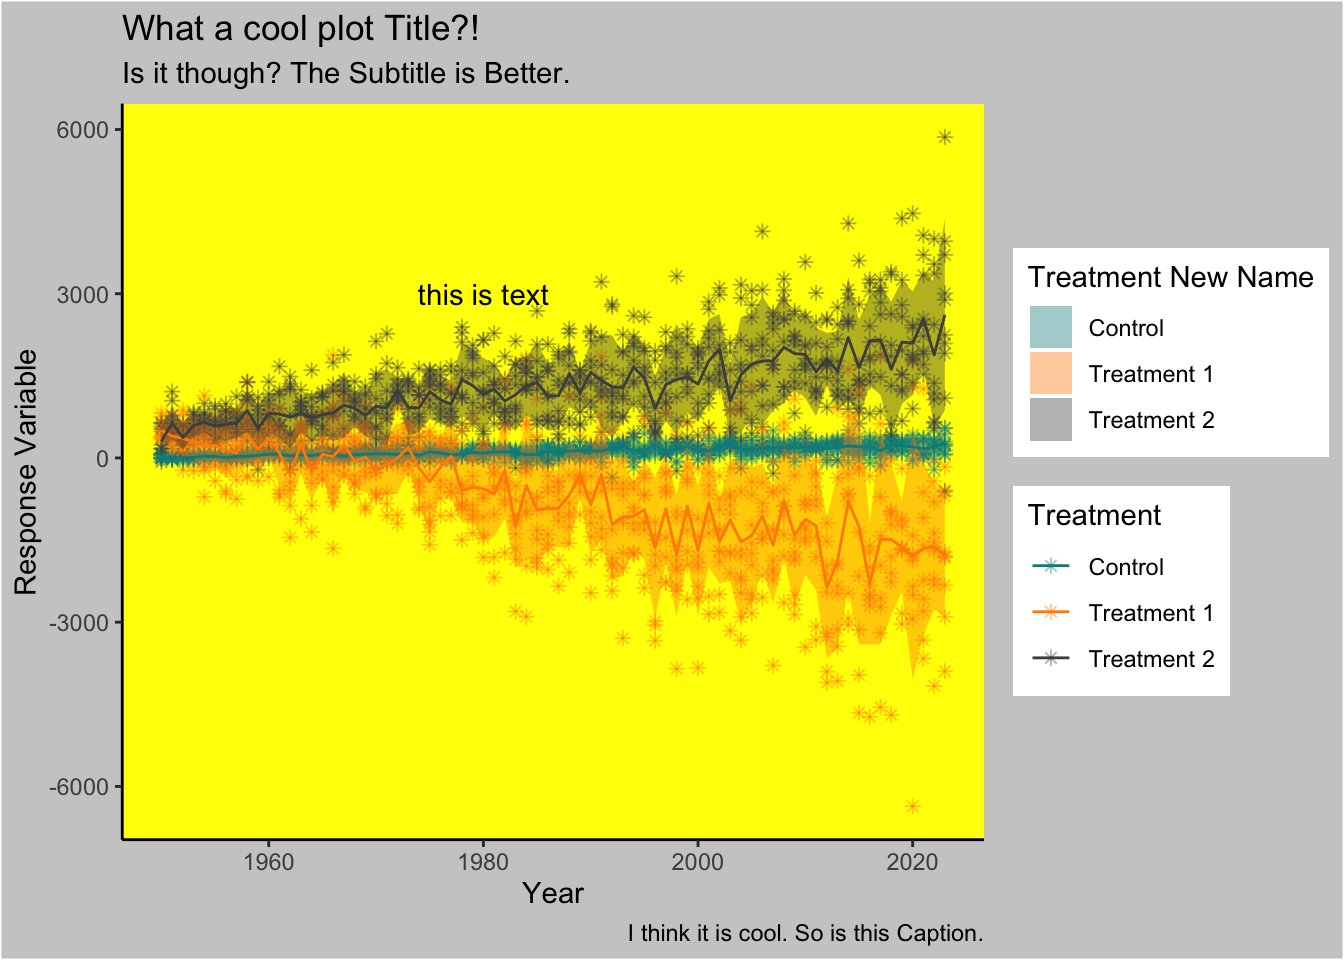 What a cool plot Title?!
Is it though? The Subtitle is Better.
6000
3000
0
-3000
-6000
Response Variable
this is text
1960
1980
2000
2020
Year
I think it is cool. So is this Caption.
Treatment New Name
Control
Treatment 1
Treatment 2
Treatment
Control
Treatment 1
Treatment 2